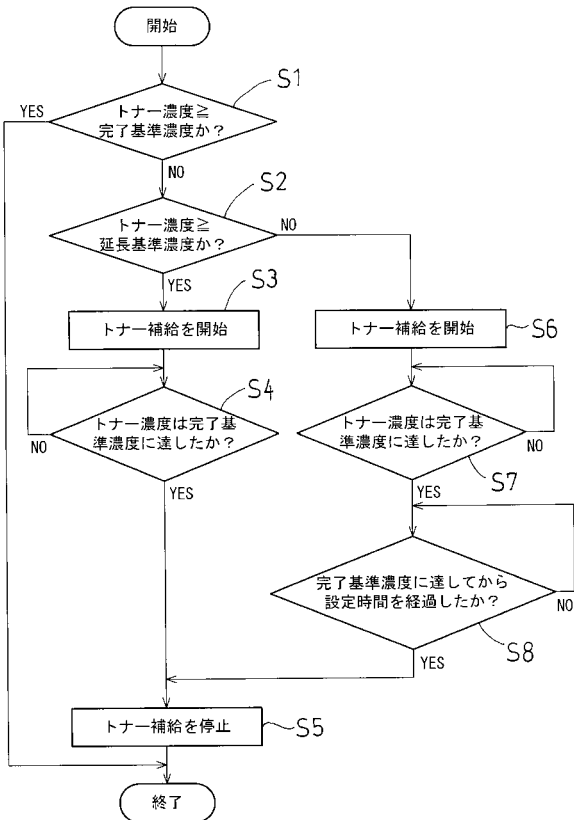 開始
S1
トナー濃度≧
完了基準濃度か？
YES
NO
S2
トナー濃度≧
延長基準濃度か？
NO
YES
S3
トナー補給を開始
トナー補給を開始
S6
S4
トナー濃度は完了基
準濃度に達したか？
NO
YES
トナー濃度は完了基
準濃度に達したか？
NO
S7
YES
完了基準濃度に達してから
設定時間を経過したか？
NO
S8
YES
トナー補給を停止
S5
終了